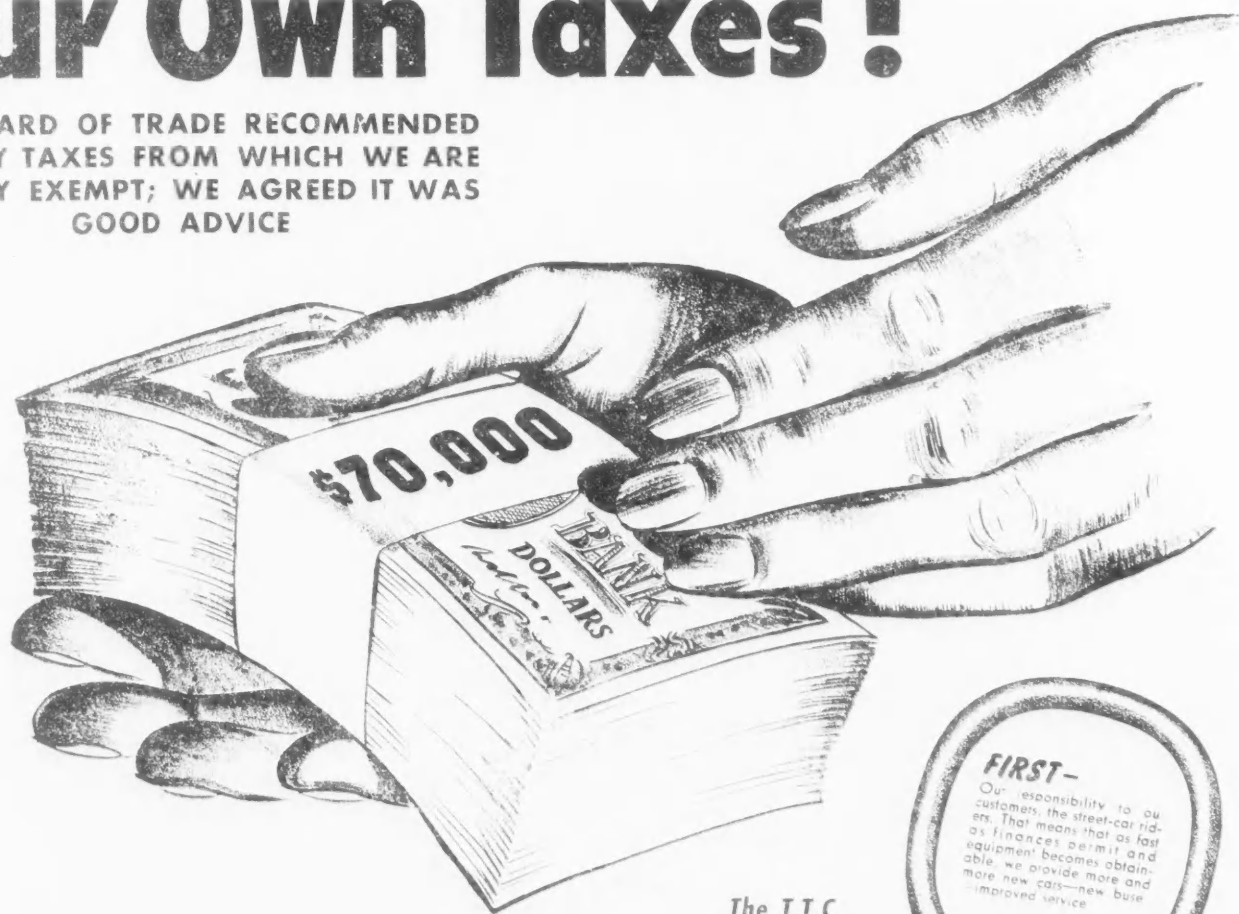 ur Own Taxes!
ARD OF TRADE RECOMMENDED
Y TAXES FROM WHICH WE ARE
Y EXEMPT; WE AGREED IT WAS
GOOD ADVICE
$70,000
BANK
DOLLARS
FIRST-
Our responsibility to ou
customers, the street-car rid-
ers. That means that as fast
as finances permit and
equipment becomes obtain-
able, we provide more and
more new cars—new buse
improved service
The T.T.C.